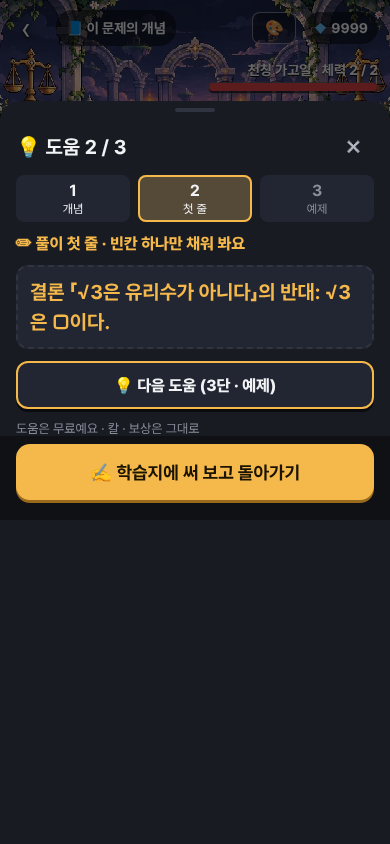 ‹ 📘 이 문제의 개념 🎨 9999
천칭 가고일 · 체력 2 / 2
💡 도움 2 / 3 ✕
1 2 3
개념 첫 줄 예제
✏ 풀이 첫 줄 · 빈칸 하나만 채워 봐요
결론 「√3은 유리수가 아니다」의 반대: √3
은 ▢이다.
💡 다음 도움 (3단 · 예제)
도움은 무료예요 · 칼 · 보상은 그대로
✍ 학습지에 써 보고 돌아가기